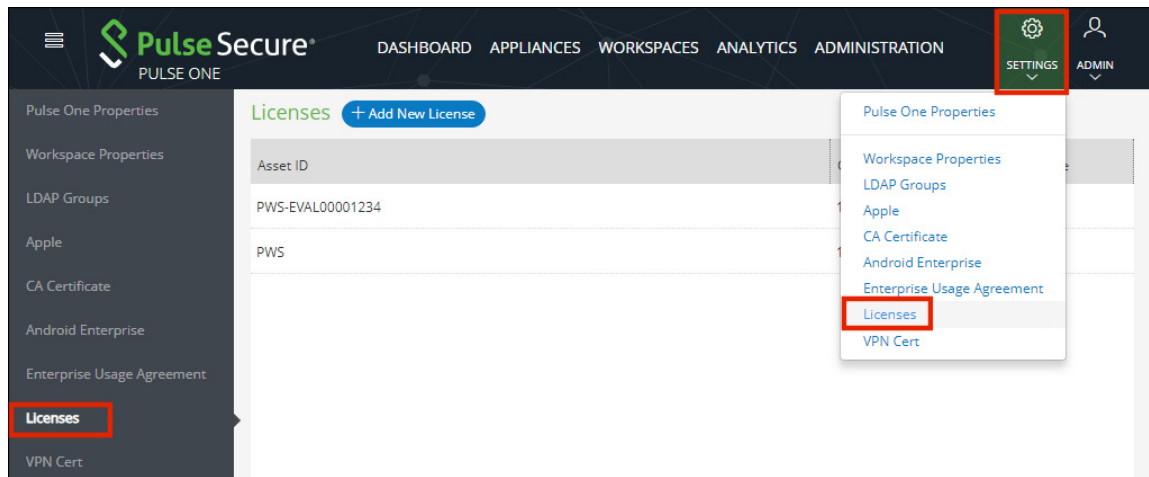 Pulse Secure®
PULSE ONE
DASHBOARD APPLIANCES WORKSPACES ANALYTICS ADMINISTRATION
SETTINGS
ADMIN
Pulse One Properties
Workspace Properties
LDAP Groups
Apple
CA Certificate
Android Enterprise
Enterprise Usage Agreement
Licenses
VPN Cert
Licenses + Add New License
Asset ID
PWS-EVAL00001234
PWS
Pulse One Properties
Workspace Properties
LDAP Groups
Apple
CA Certificate
Android Enterprise
Enterprise Usage Agreement
Licenses
VPN Cert